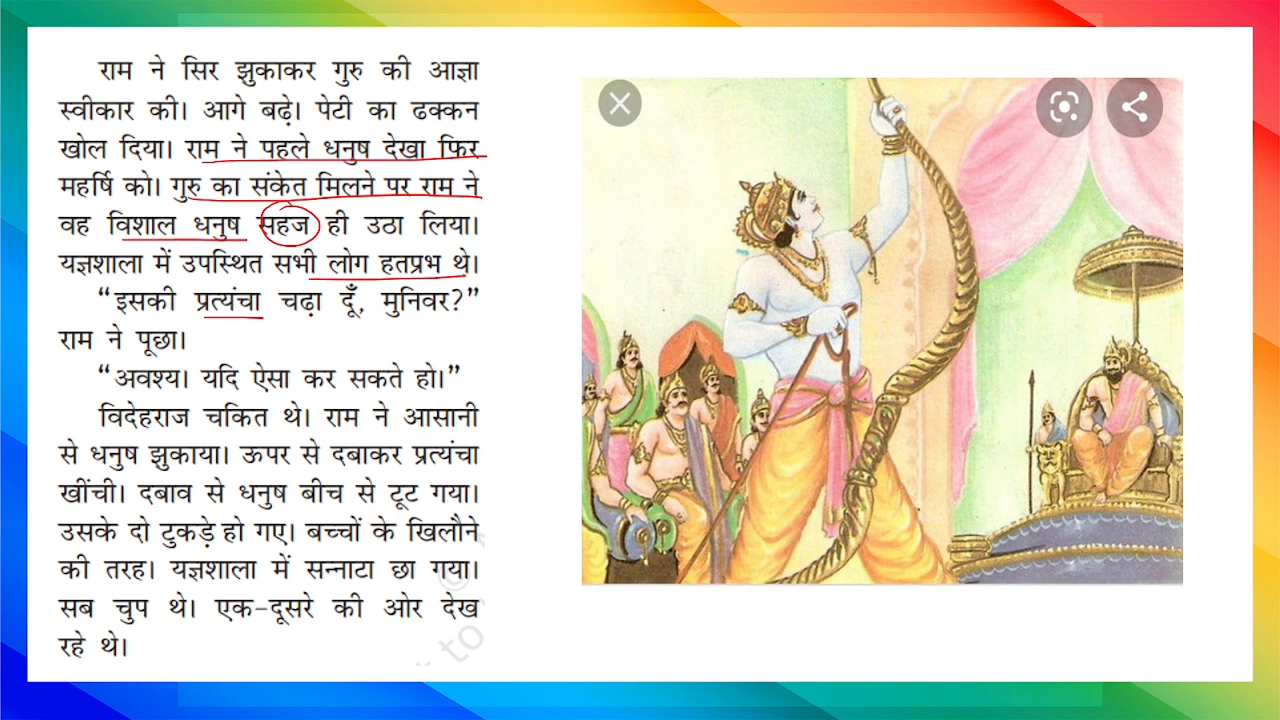 राम ने सिर झुकाकर गुरु की आज्ञा
स्वीकार की। आगे बढ़े। पेटी का ढक्कन
खोल दिया। राम ने पहले धनुष देखा फिर
महर्षि को। गुरु का संकेत मिलने पर राम ने
वह विशाल धनुष सहज ही उठा लिया।
यज्ञशाला में उपस्थित सभी लोग हतप्रभ थे।
“इसकी प्रत्यंचा चढ़ा दूँ, मुनिवर?”
राम ने पूछा।
“अवश्य। यदि ऐसा कर सकते हो।”
विदेहराज चकित थे। राम ने आसानी
से धनुष झुकाया। ऊपर से दबाकर प्रत्यंचा
खींची। दबाव से धनुष बीच से टूट गया।
उसके दो टुकड़े हो गए। बच्चों के खिलौने
की तरह। यज्ञशाला में सन्नाटा छा गया।
सब चुप थे। एक-दूसरे की ओर देख
रहे थे।
to